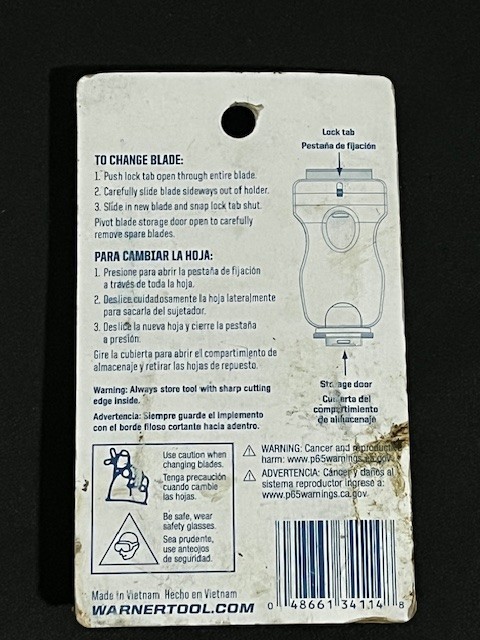 Lock tab
Pestaña de fijación
TO CHANGE BLADE:
1. Push lock tab open through entire blade.
2. Carefully slide blade sideways out of holder.
3. Slide in new blade and snap lock tab shut.
Pivot blade storage door open to carefully
remove spare blades.
PARA CAMBIAR LA HOJA:
1. Presione para abrir la pestaña de fijación
a través de toda la hoja.
2. Deslice cuidadosamente la hoja lateralmente
para sacarla del sujetador.
3. Deslice la nueva hoja y cierre la pestaña
a presión.
Gire la cubierta para abrir el compartimiento de
almacenaje y retirar las hojas de repuesto.
Warning: Always store tool with sharp cutting
edge inside.
Advertencia: Siempre guarde el implemento
con el borde filoso cortante hacia adentro.
Storage door
Cubierta del
compartimiento
de almacenaje
Use caution when
changing blades.
Tenga precaución
cuando cambie
las hojas.
Be safe, wear
safety glasses.
Sea prudente,
use anteojos
de seguridad.
WARNING: Cancer and reproductive
harm: www.p65warnings.ca.gov
ADVERTENCIA: Cáncer y daños al
sistema reproductor ingrese a:
www.p65warnings.ca.gov
Made in Vietnam Hecho en Vietnam
WARNERTOOL.COM
0 48661 34114 8